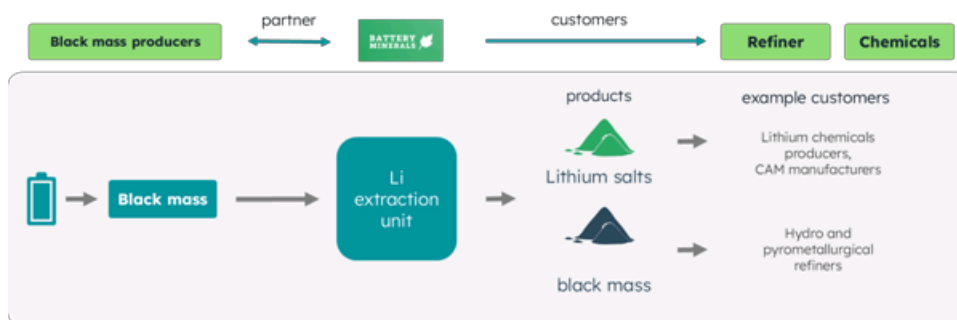 partner
customers
Black mass producers
BATTERY
MINERALS
Refiner
Chemicals
products
example customers
Lithium salts
Lithium chemicals
producers,
CAM manufacturers
Black mass
Li
extraction
unit
black mass
Hydro and
pyrometallurgical
refiners